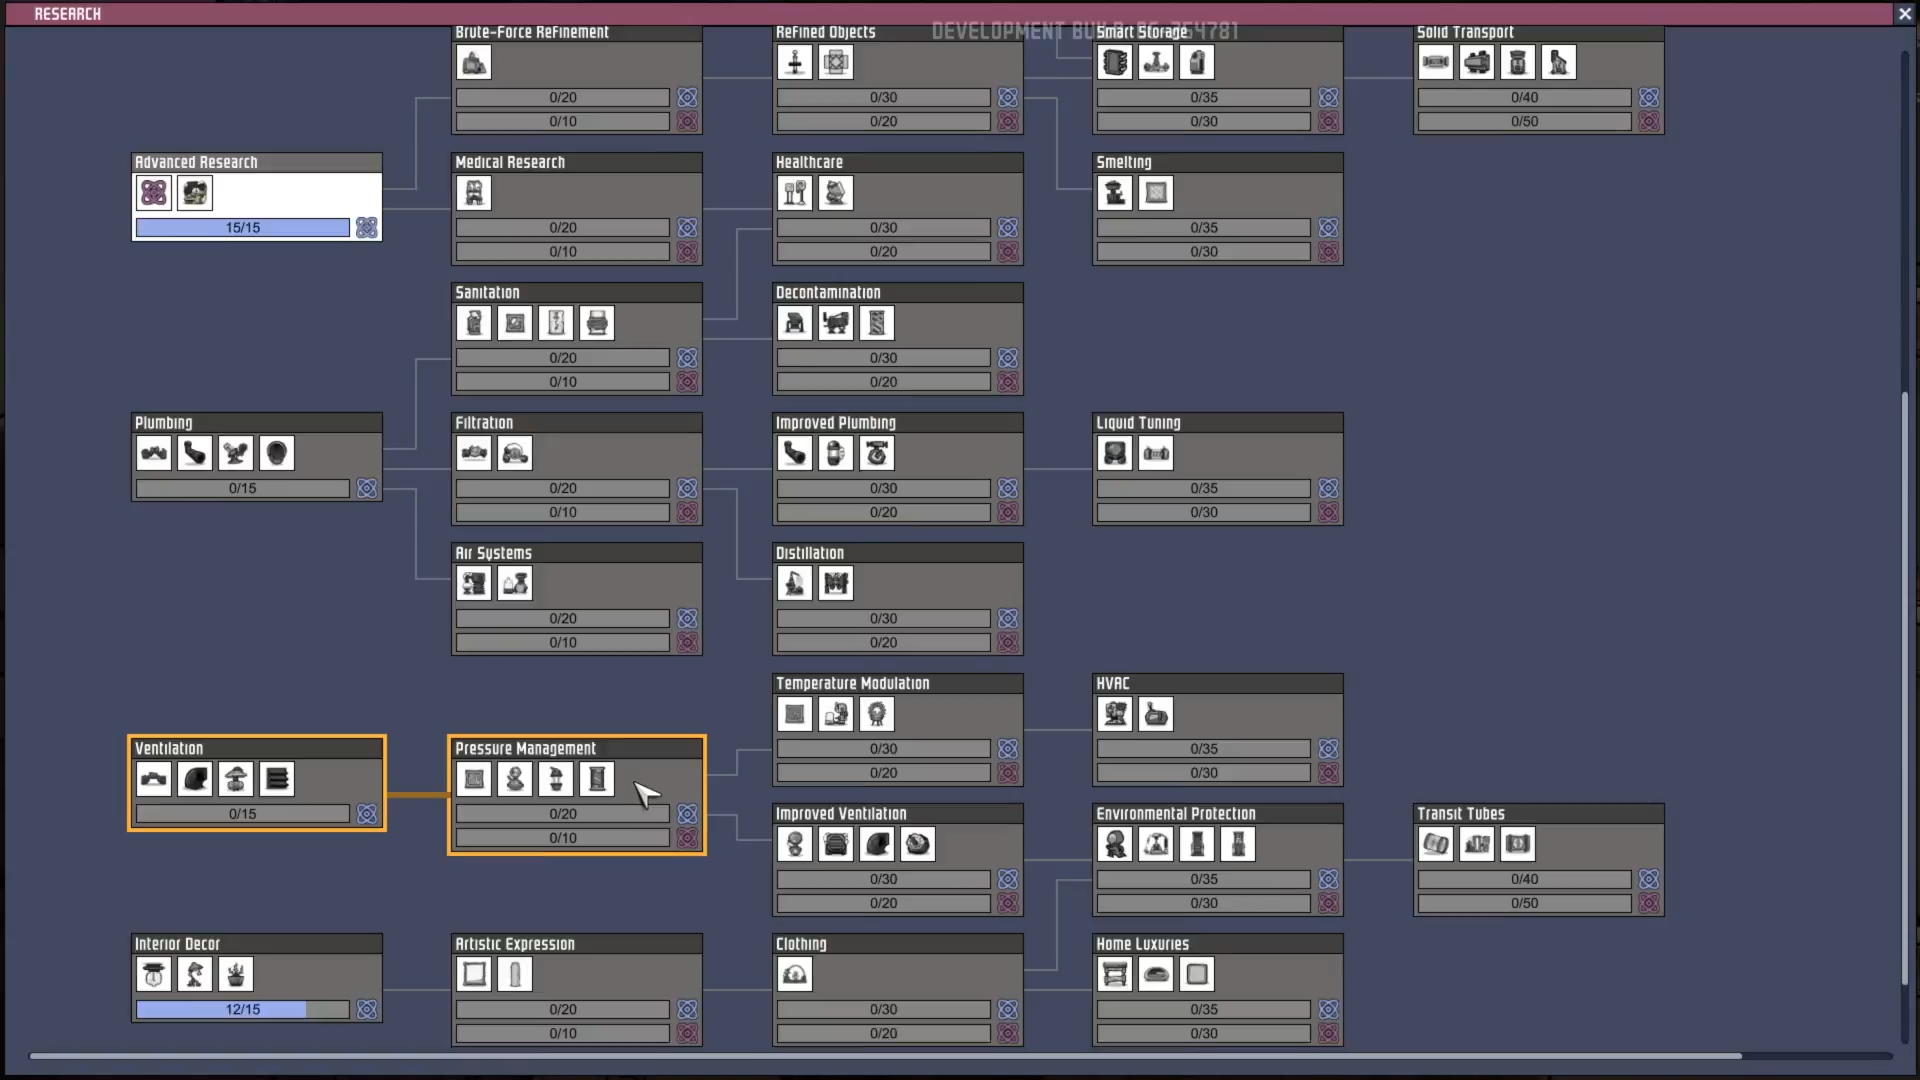 RESEARCH
Brute-Force Refinement
0/20
0/10
Refined Objects
0/30
0/20
Smart Storage
0/35
0/30
Solid Transport
0/40
0/50
Advanced Research
15/15
Medical Research
0/20
0/10
Healthcare
0/30
0/20
Smelting
0/35
0/30
Sanitation
0/20
0/10
Decontamination
0/30
0/20
Plumbing
0/15
Filtration
0/20
0/10
Improved Plumbing
0/30
0/20
Liquid Tuning
0/35
0/30
Air Systems
0/20
0/10
Distillation
0/30
0/20
Temperature Modulation
0/30
0/20
HVAC
0/35
0/30
Ventilation
0/15
Pressure Management
0/20
0/10
Improved Ventilation
0/30
0/20
Environmental Protection
0/35
0/30
Transit Tubes
0/40
0/50
Interior Decor
12/15
Artistic Expression
0/20
0/10
Clothing
0/30
0/20
Home Luxuries
0/35
0/30